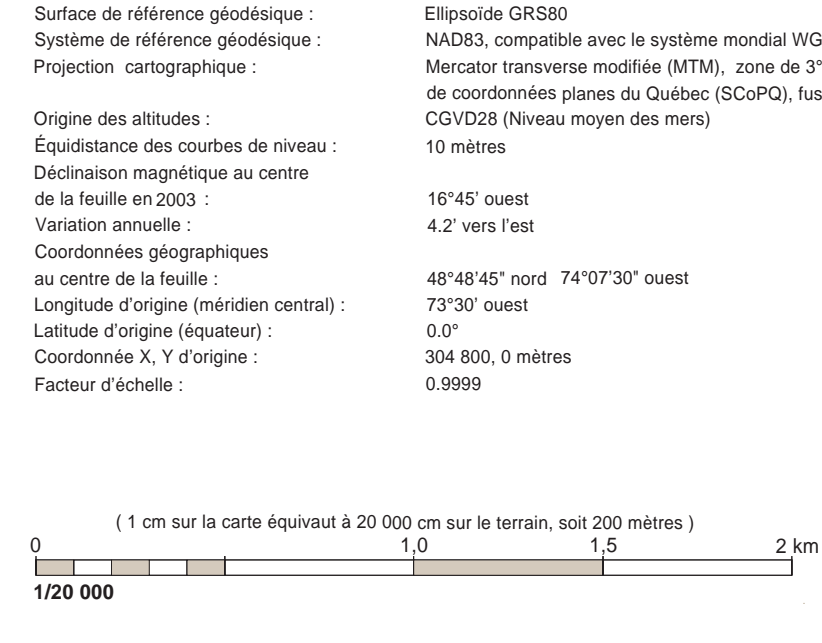 Surface de référence géodésique : Ellipsoïde GRS80
Système de référence géodésique : NAD83, compatible avec le système mondial WG
Projection cartographique : Mercator transverse modifiée (MTM), zone de 3°
de coordonnées planes du Québec (SCoPQ), fus
Origine des altitudes : CGVD28 (Niveau moyen des mers)
Équidistance des courbes de niveau : 10 mètres
Déclinaison magnétique au centre
de la feuille en 2003 : 16°45’ ouest
Variation annuelle : 4.2’ vers l’est
Coordonnées géographiques
au centre de la feuille : 48°48’45" nord 74°07’30" ouest
Longitude d’origine (méridien central) : 73°30’ ouest
Latitude d’origine (équateur) : 0.0°
Coordonnée X, Y d’origine : 304 800, 0 mètres
Facteur d’échelle : 0.9999
( 1 cm sur la carte équivaut à 20 000 cm sur le terrain, soit 200 mètres )
0 1,0 1,5 2 km
1/20 000